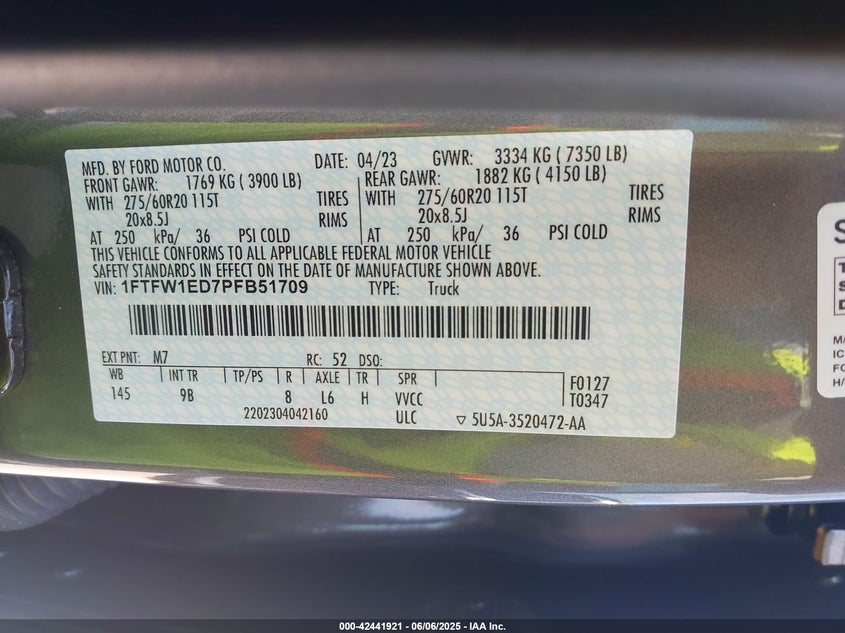 MFD. BY FORD MOTOR CO. DATE: 04/23 GVWR: 3334 KG ( 7350 LB)
FRONT GAWR: 1769 KG ( 3900 LB) REAR GAWR: 1882 KG ( 4150 LB)
WITH 275/60R20 115T TIRES WITH 275/60R20 115T TIRES
20x8.5J RIMS 20x8.5J RIMS
AT 250 kPa/ 36 PSI COLD AT 250 kPa/ 36 PSI COLD
THIS VEHICLE CONFORMS TO ALL APPLICABLE FEDERAL MOTOR VEHICLE
SAFETY STANDARDS IN EFFECT ON THE DATE OF MANUFACTURE SHOWN ABOVE.
VIN: 1FTFW1ED7PFB51709 TYPE: Truck
EXT PNT: M7 RC: 52 DSO:
WB INT TR TP/PS R AXLE TR SPR F0127
145 9B 8 L6 H VVCC T0347
2202304042160 ULC ▽ 5U5A-3520472-AA
000-42441921 - 06/06/2025 - IAA Inc.